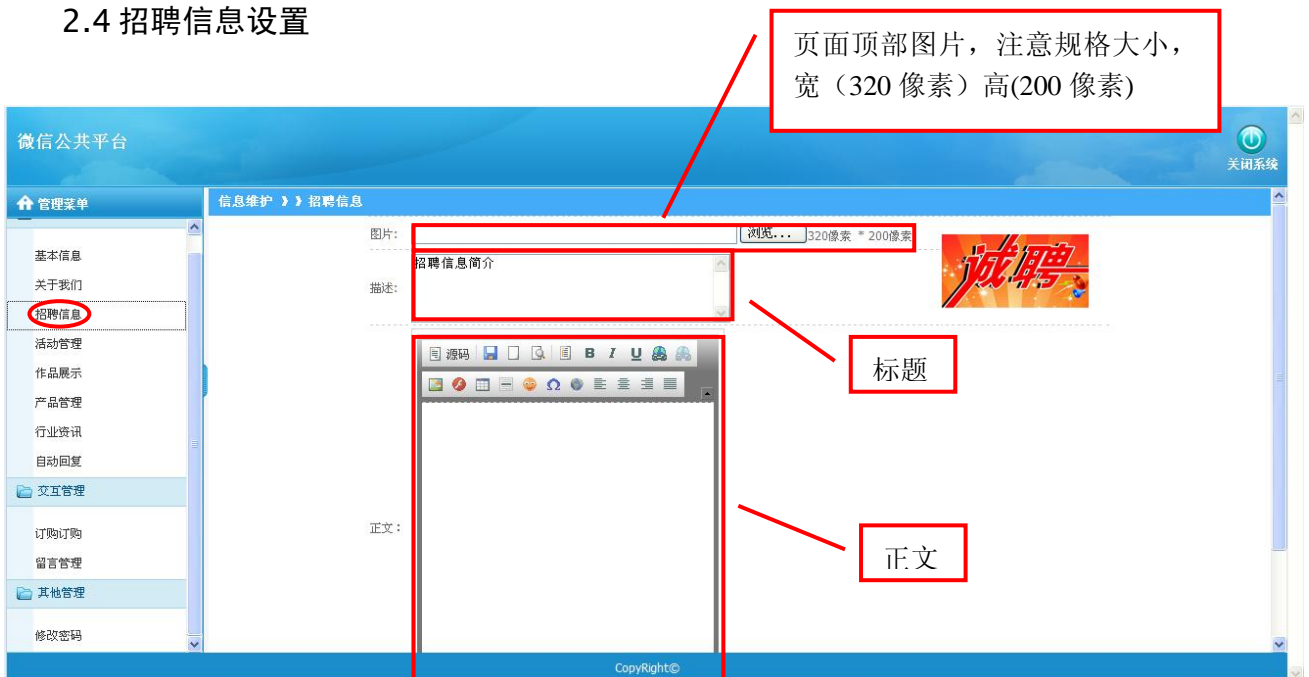 2.4 招聘信息设置
页面顶部图片，注意规格大小，
宽（320 像素）高(200 像素)
微信公共平台
关闭系统
管理菜单
信息维护 》》招聘信息
基本信息
关于我们
招聘信息
活动管理
作品展示
产品管理
行业资讯
自动回复
交互管理
订购订购
留言管理
其他管理
修改密码
图片:
浏览...
320像素 * 200像素
诚聘
描述:
招聘信息简介
标题
源码
B I U
Ω
正文：
正文
CopyRight©